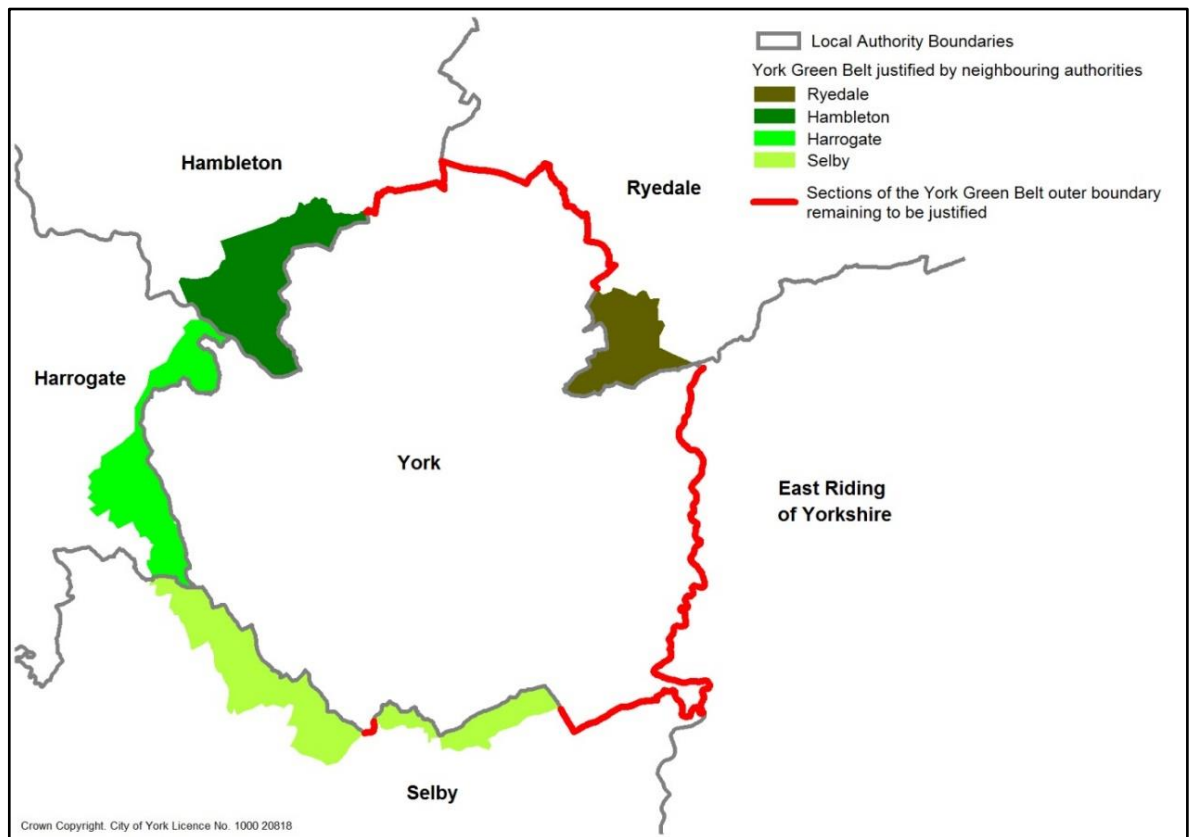 Local Authority Boundaries
York Green Belt justified by neighbouring authorities
Ryedale
Hambleton
Harrogate
Selby
Sections of the York Green Belt outer boundary
remaining to be justified
Hambleton
Ryedale
Harrogate
York
East Riding
of Yorkshire
Selby
Crown Copyright. City of York Licence No. 1000 20818